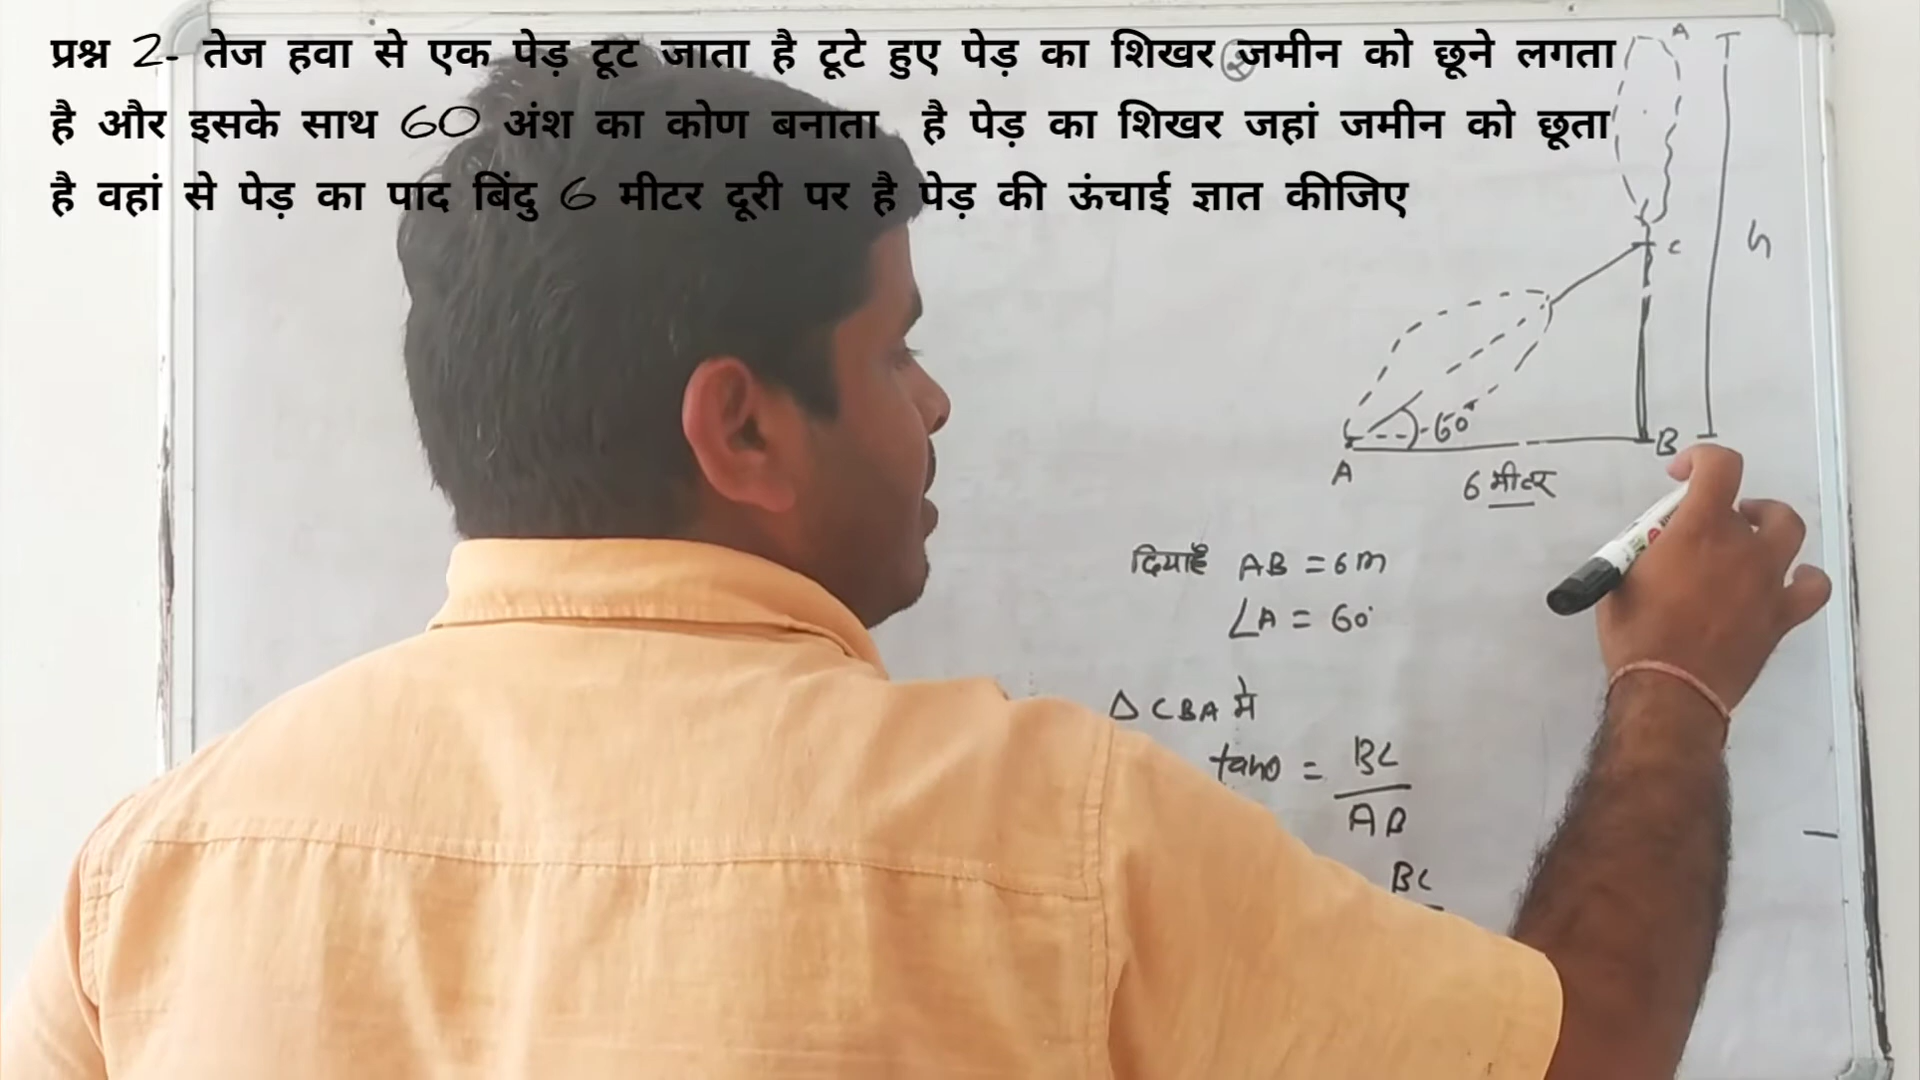 प्रश्न 2- तेज हवा से एक पेड़ टूट जाता है टूटे हुए पेड़ का शिखर जमीन को छूने लगता
है और इसके साथ 60 अंश का कोण बनाता है पेड़ का शिखर जहां जमीन को छूता
है वहां से पेड़ का पाद बिंदु 6 मीटर दूरी पर है पेड़ की ऊंचाई ज्ञात कीजिए
A
C
h
60°
B
A
6 मीटर
दिया है AB = 6m
∠A = 60°
△ CBA में
tanθ = BC
AB
BC